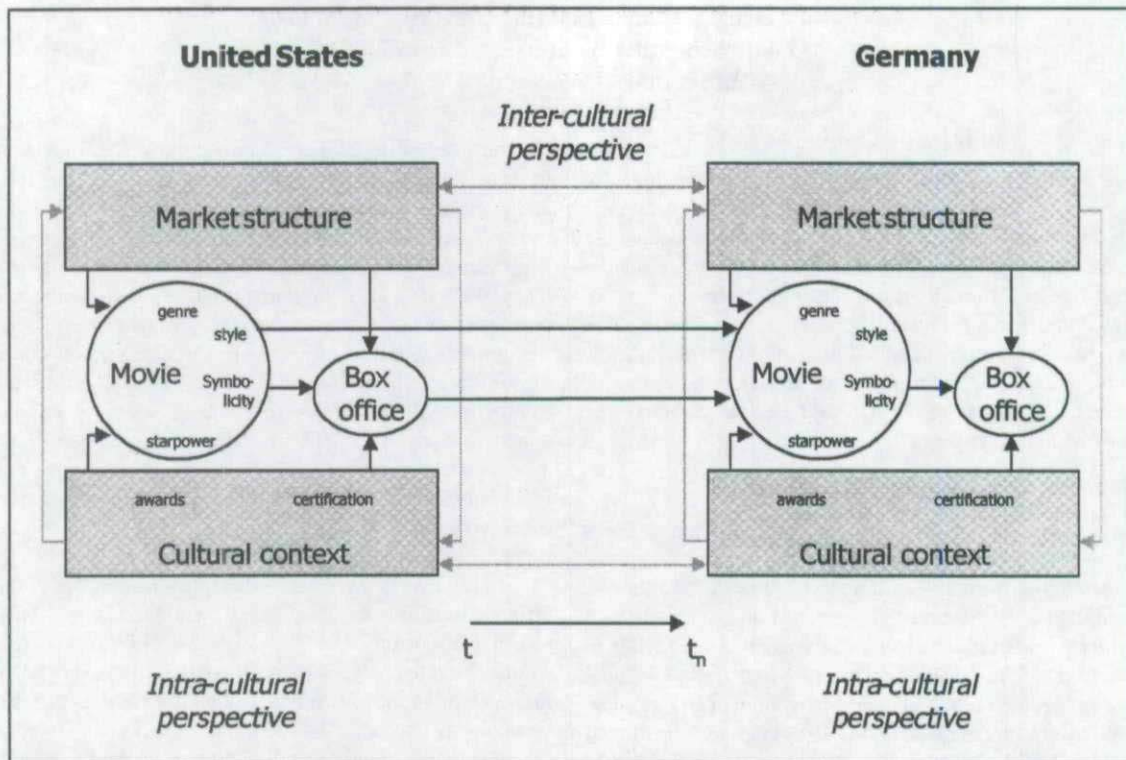 United States
Germany
Inter-cultural
perspective
Market structure
Market structure
genre
style
Movie
Symbo-
licity
starpower
Box
office
genre
style
Movie
Symbo-
licity
starpower
Box
office
awards
certification
Cultural context
awards
certification
Cultural context
t
tn
Intra-cultural
perspective
Intra-cultural
perspective